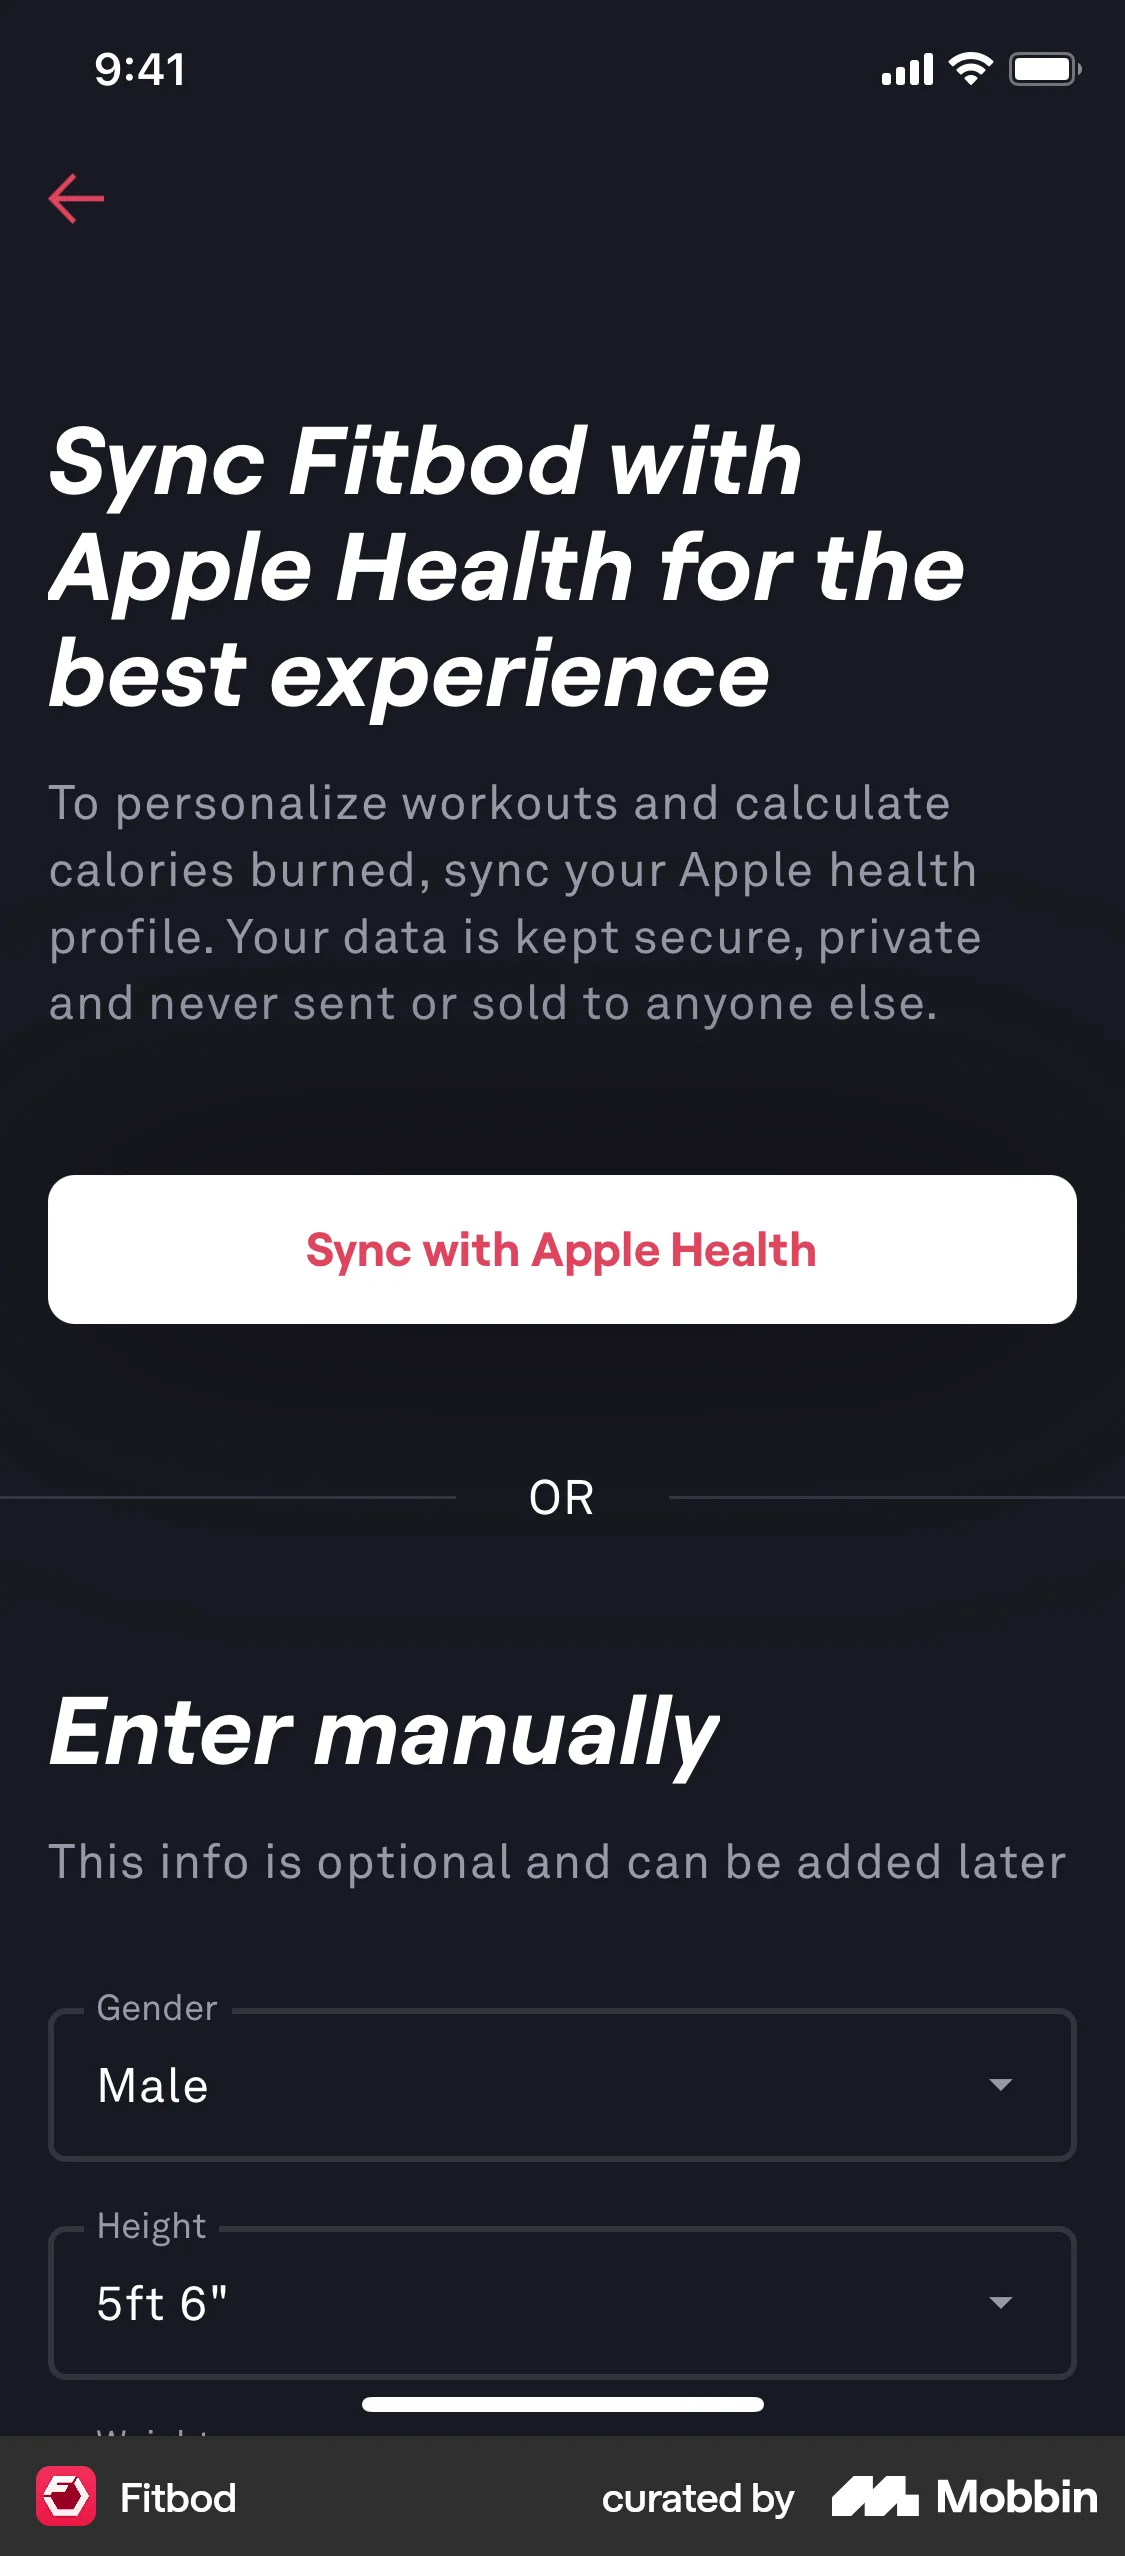 9:41
Sync Fitbod with
Apple Health for the
best experience
To personalize workouts and calculate
calories burned, sync your Apple health
profile. Your data is kept secure, private
and never sent or sold to anyone else.
Sync with Apple Health
OR
Enter manually
This info is optional and can be added later
Gender
Male
Height
5ft 6"
Weight
Fitbod
curated by Mobbin